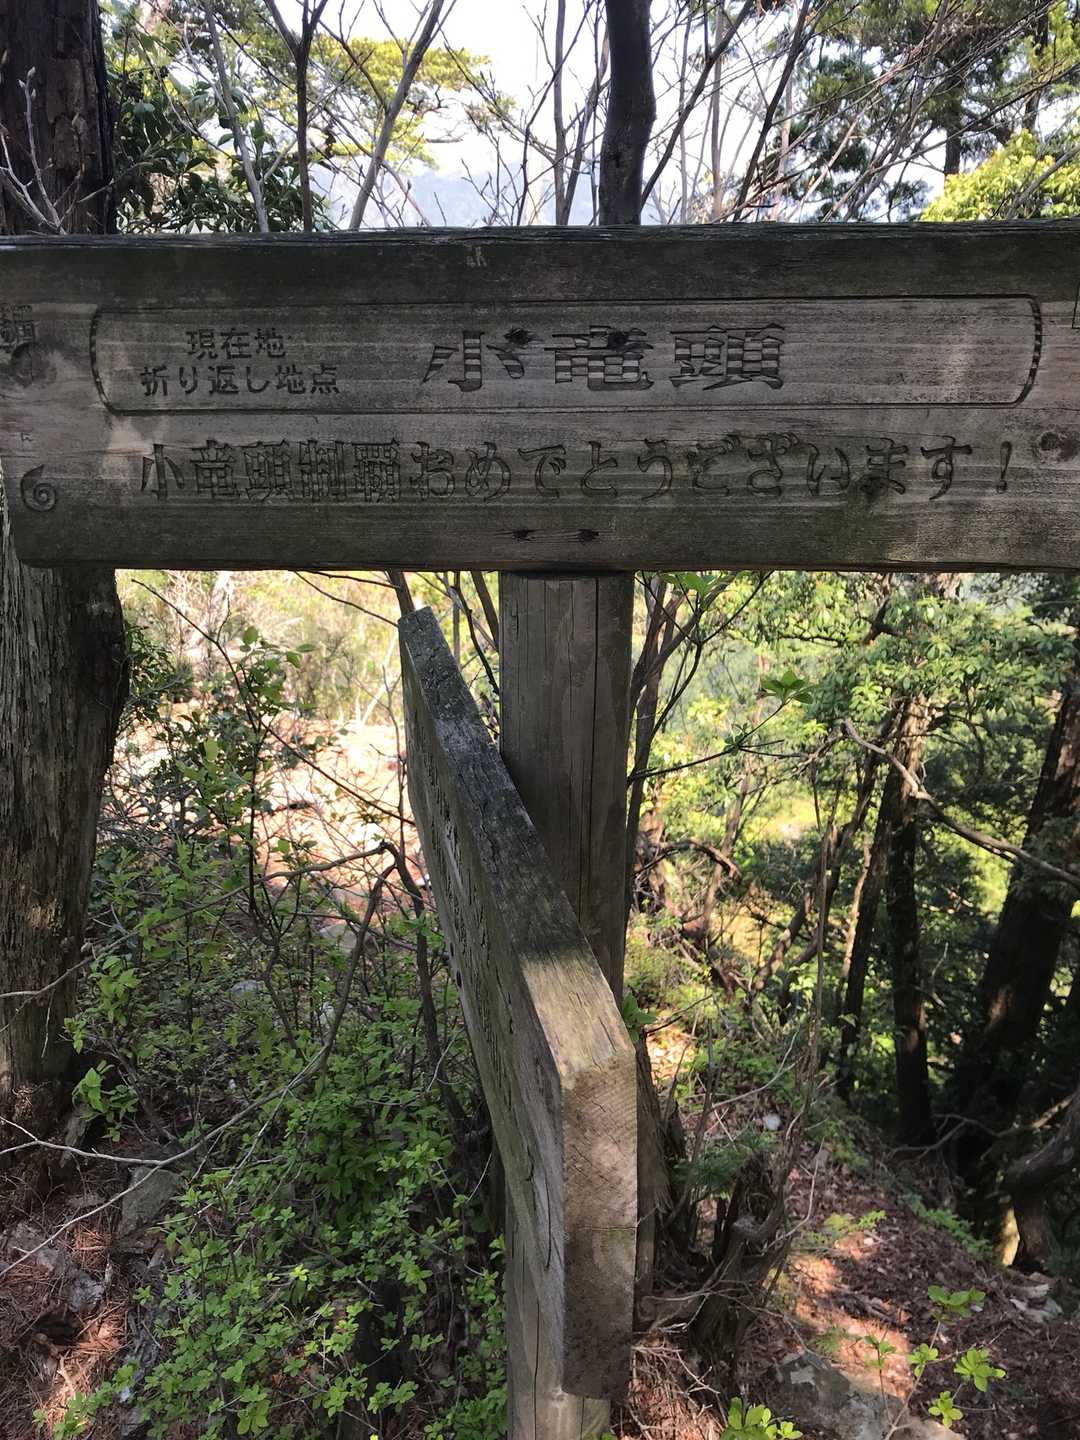 現在地
折り返し地点
小竜頭
小竜頭制覇おめでとうございます！